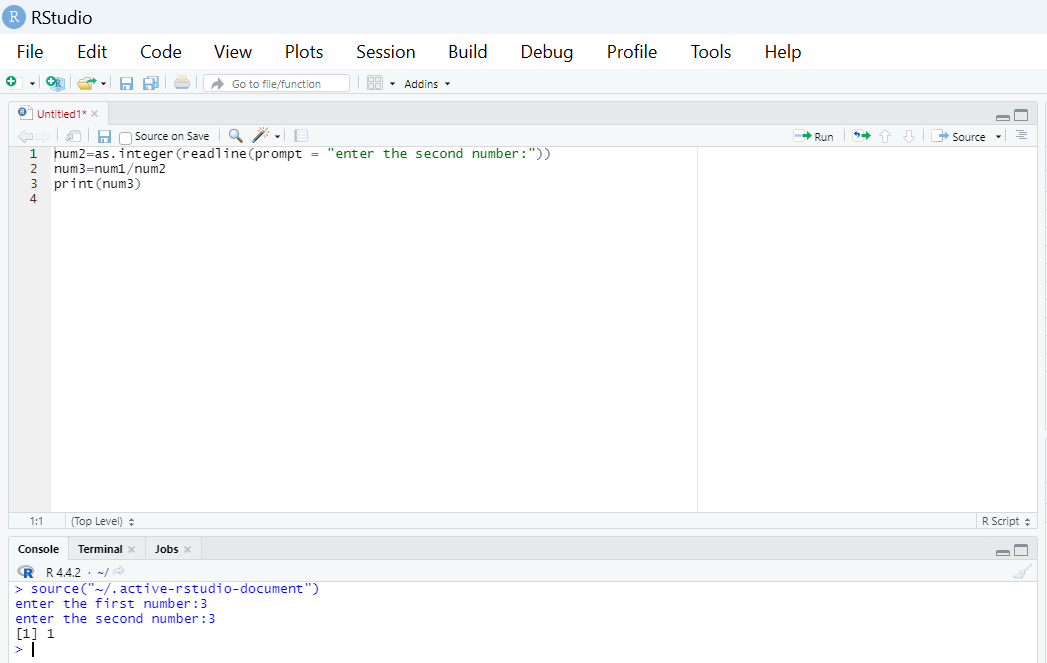 R RStudio
File Edit Code View Plots Session Build Debug Profile Tools Help
Go to file/function Addins
Untitled1*
Source on Save Run Source
1 num2=as.integer(readline(prompt = "enter the second number:"))
2 num3=num1/num2
3 print(num3)
4
1:1 (Top Level) R Script
Console Terminal Jobs
R R 4.4.2 · ~/
> source("~/.active-rstudio-document")
enter the first number:3
enter the second number:3
[1] 1
>